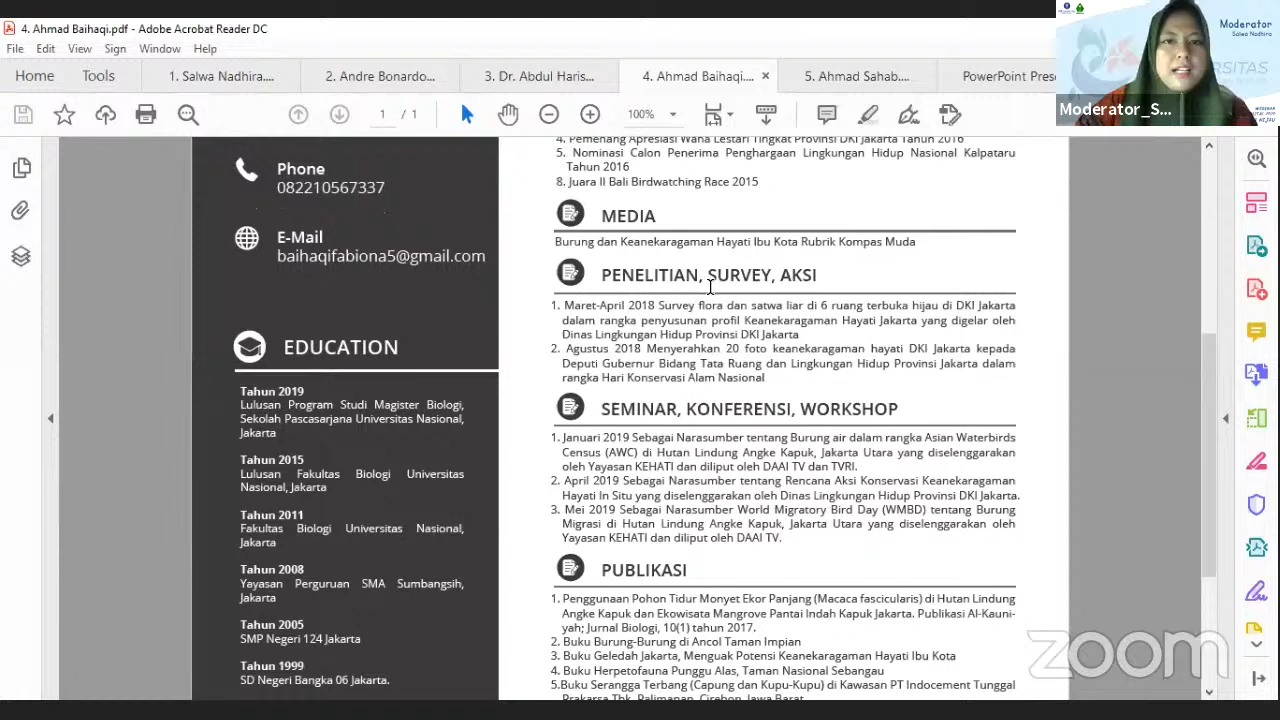 4. Ahmad Baihaqi.pdf - Adobe Acrobat Reader DC
File Edit View Sign Window Help
Home Tools 1. Salwa Nadhira.... 2. Andre Bonardo... 3. Dr. Abdul Haris... 4. Ahmad Baihaqi.... × 5. Ahmad Sahab.... PowerPoint Pres
1 / 1 100%
Moderator
Salwa Nadhira
Moderator_S...
Phone
082210567337
E-Mail
baihaqifabiona5@gmail.com
EDUCATION
Tahun 2019
Lulusan Program Studi Magister Biologi,
Sekolah Pascasarjana Universitas Nasional,
Jakarta
Tahun 2015
Lulusan Fakultas Biologi Universitas
Nasional, Jakarta
Tahun 2011
Fakultas Biologi Universitas Nasional,
Jakarta
Tahun 2008
Yayasan Perguruan SMA Sumbangsih,
Jakarta
Tahun 2005
SMP Negeri 124 Jakarta
Tahun 1999
SD Negeri Bangka 06 Jakarta.
4. Pemenang Apresiasi Wana Lestari Tingkat Provinsi DKI Jakarta Tahun 2016
5. Nominasi Calon Penerima Penghargaan Lingkungan Hidup Nasional Kalpataru
Tahun 2016
8. Juara II Bali Birdwatching Race 2015
MEDIA
Burung dan Keanekaragaman Hayati Ibu Kota Rubrik Kompas Muda
PENELITIAN, SURVEY, AKSI
1. Maret-April 2018 Survey flora dan satwa liar di 6 ruang terbuka hijau di DKI Jakarta
dalam rangka penyusunan profil Keanekaragaman Hayati Jakarta yang digelar oleh
Dinas Lingkungan Hidup Provinsi DKI Jakarta
2. Agustus 2018 Menyerahkan 20 foto keanekaragaman hayati DKI Jakarta kepada
Deputi Gubernur Bidang Tata Ruang dan Lingkungan Hidup Provinsi Jakarta dalam
rangka Hari Konservasi Alam Nasional
SEMINAR, KONFERENSI, WORKSHOP
1. Januari 2019 Sebagai Narasumber tentang Burung air dalam rangka Asian Waterbirds
Census (AWC) di Hutan Lindung Angke Kapuk, Jakarta Utara yang diselenggarakan
oleh Yayasan KEHATI dan diliput oleh DAAI TV dan TVRI.
2. April 2019 Sebagai Narasumber tentang Rencana Aksi Konservasi Keanekaragaman
Hayati In Situ yang diselenggarakan oleh Dinas Lingkungan Hidup Provinsi DKI Jakarta.
3. Mei 2019 Sebagai Narasumber World Migratory Bird Day (WMBD) tentang Burung
Migrasi di Hutan Lindung Angke Kapuk, Jakarta Utara yang diselenggarakan oleh
Yayasan KEHATI dan diliput oleh DAAI TV.
PUBLIKASI
1. Penggunaan Pohon Tidur Monyet Ekor Panjang (Macaca fascicularis) di Hutan Lindung
Angke Kapuk dan Ekowisata Mangrove Pantai Indah Kapuk Jakarta. Publikasi Al-Kauni-
yah; Jurnal Biologi, 10(1) tahun 2017.
2. Buku Burung-Burung di Ancol Taman Impian
3. Buku Geledah Jakarta, Menguak Potensi Keanekaragaman Hayati Ibu Kota
4. Buku Herpetofauna Punggu Alas, Taman Nasional Sebangau
5.Buku Serangga Terbang (Capung dan Kupu-Kupu) di Kawasan PT Indocement Tunggal
Prakarsa Tbk. Palimanan, Cirebon, Jawa Barat
zoom